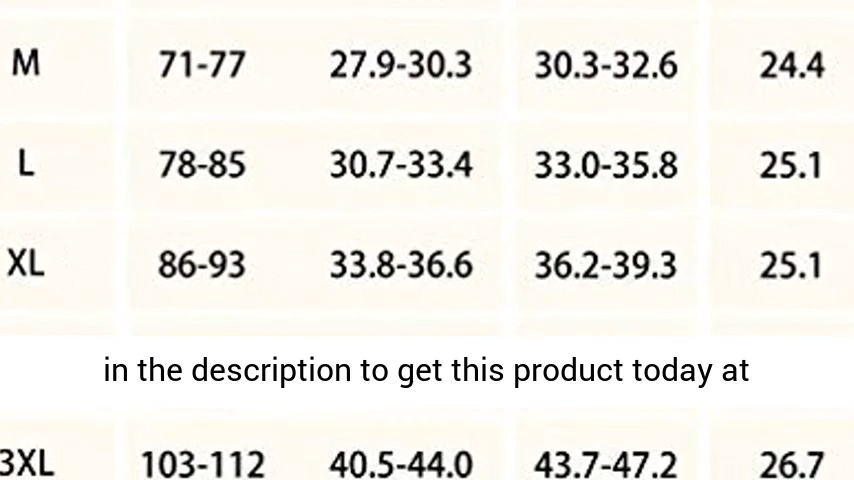 M 71-77 27.9-30.3 30.3-32.6 24.4
L 78-85 30.7-33.4 33.0-35.8 25.1
XL 86-93 33.8-36.6 36.2-39.3 25.1
in the description to get this product today at
3XL 103-112 40.5-44.0 43.7-47.2 26.7